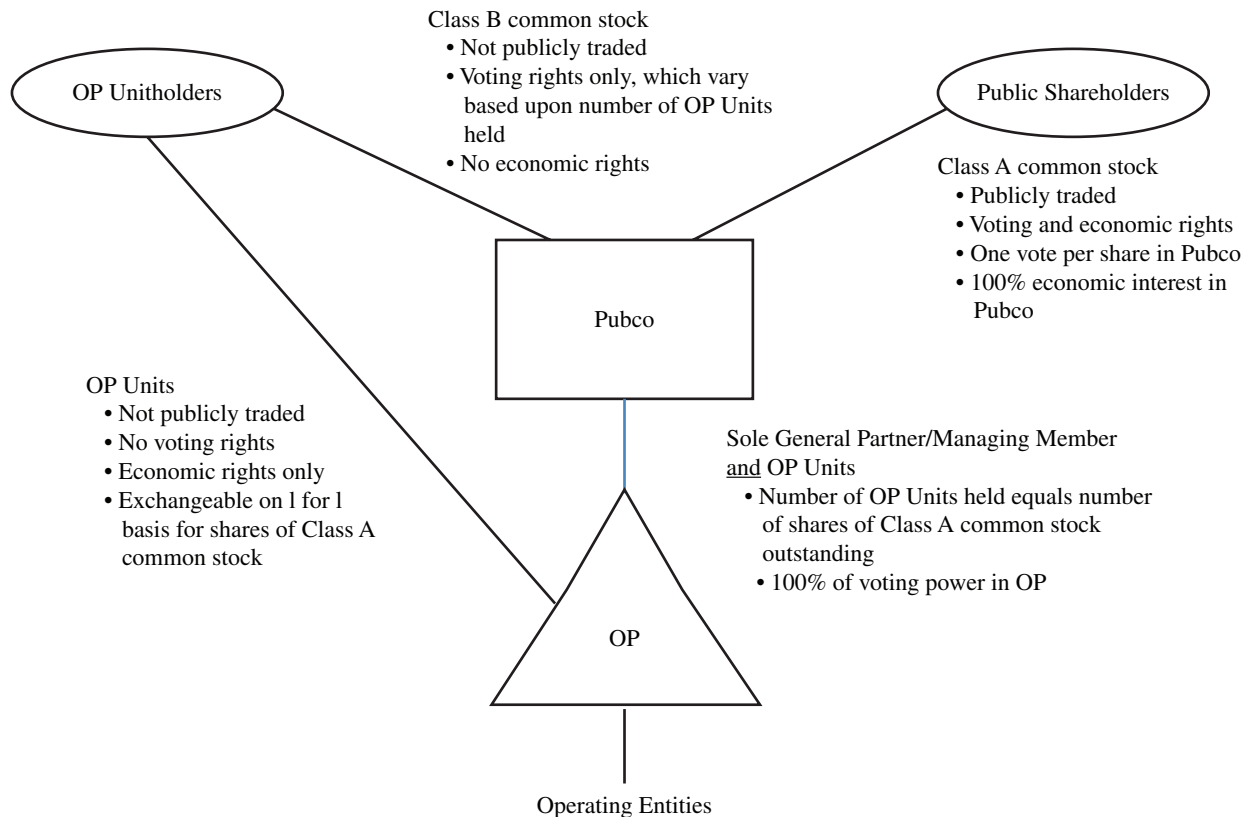 Class B common stock
• Not publicly traded
• Voting rights only, which vary
based upon number of OP Units
held
• No economic rights
OP Unitholders
Public Shareholders
Class A common stock
• Publicly traded
• Voting and economic rights
• One vote per share in Pubco
• 100% economic interest in
Pubco
Pubco
OP Units
• Not publicly traded
• No voting rights
• Economic rights only
• Exchangeable on l for l
basis for shares of Class A
common stock
Sole General Partner/Managing Member
and OP Units
• Number of OP Units held equals number
of shares of Class A common stock
outstanding
• 100% of voting power in OP
OP
Operating Entities